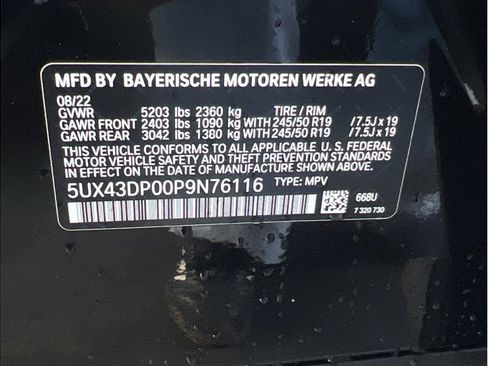 MFD BY BAYERISCHE MOTOREN WERKE AG
08/22
GVWR 5203 lbs 2360 kg TIRE / RIM
GAWR FRONT 2403 lbs 1090 kg WITH 245/50 R19 /7.5J x 19
GAWR REAR 3042 lbs 1380 kg WITH 245/50 R19 /7.5J x 19
THIS VEHICLE CONFORMS TO ALL APPLICABLE U. S. FEDERAL
MOTOR VEHICLE SAFETY, BUMPER, AND THEFT PREVENTION
STANDARDS IN EFFECT ON THE DATE OF MANUFACTURE SHOWN ABOVE.
5UX43DP00P9N76116 TYPE: MPV
668U
7 320 730